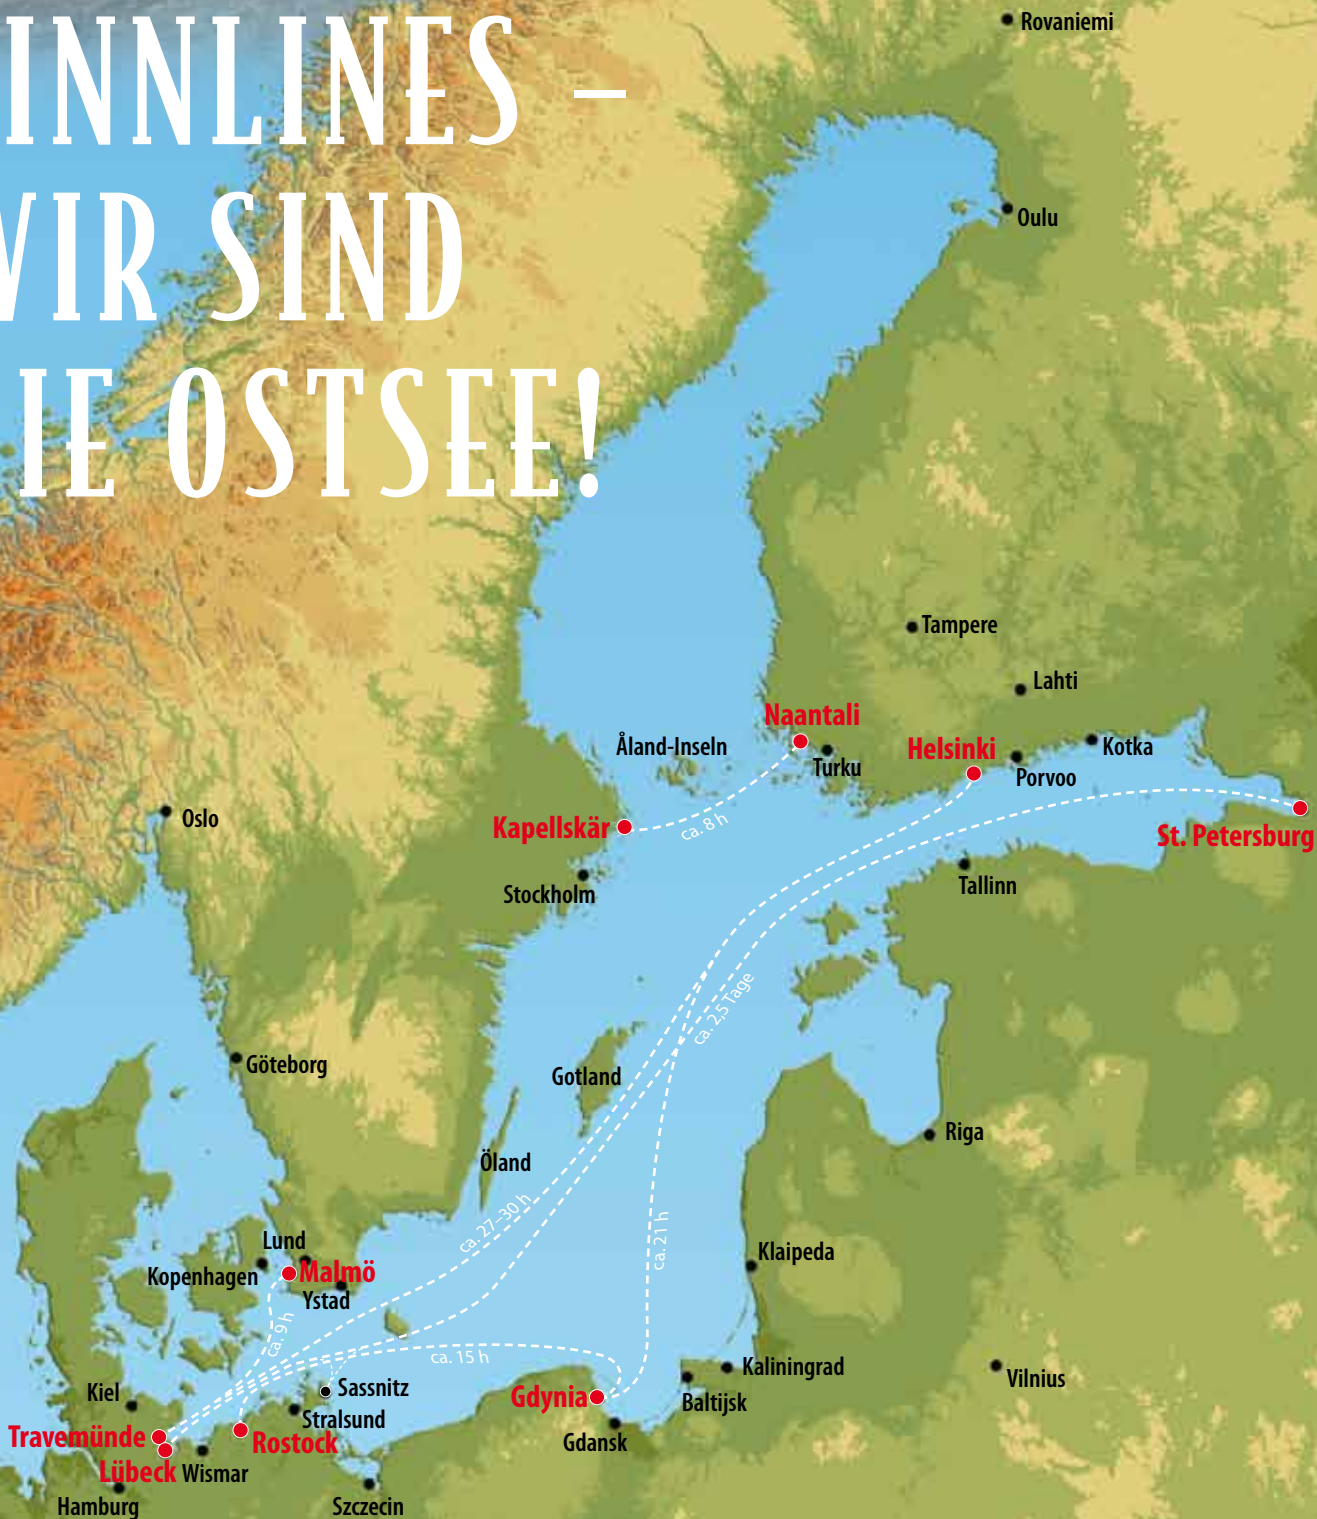 INNLINES –
WIR SIND
IE OSTSEE!
Rovaniemi
Oulu
Tampere
Lahti
Naantali
Åland-Inseln
Helsinki
Kotka
Turku
Porvoo
Oslo
Kapellskär
ca. 8 h
St. Petersburg
Stockholm
Tallinn
ca. 2,5 Tage
Göteborg
Gotland
Riga
Öland
ca. 27–30 h
ca. 21 h
Lund
Klaipeda
Kopenhagen
Malmö
Ystad
ca. 9 h
ca. 15 h
Kaliningrad
Sassnitz
Vilnius
Kiel
Gdynia
Baltijsk
Stralsund
Travemünde
Rostock
Gdansk
Lübeck
Wismar
Hamburg
Szczecin